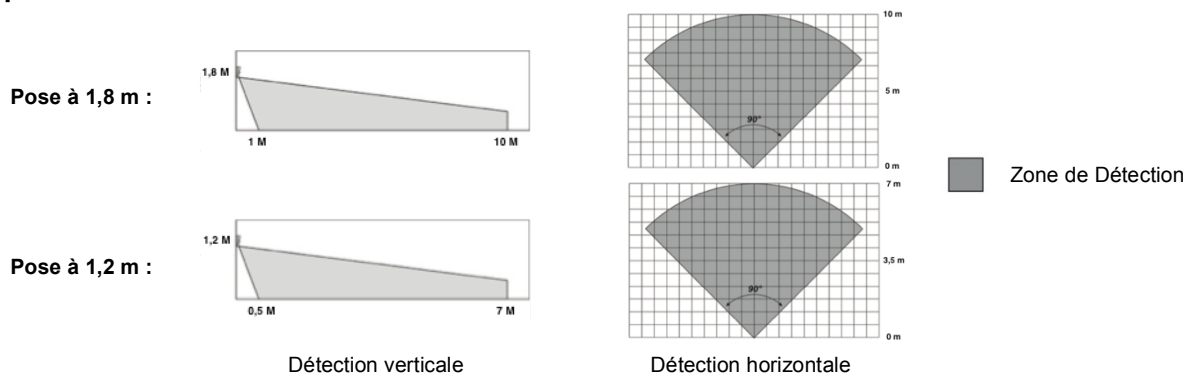 Pose à 1,8 m :
1,8 M
1 M
10 M
10 m
5 m
0 m
90°
Zone de Détection
Pose à 1,2 m :
1,2 M
0,5 M
7 M
7 m
3,5 m
0 m
90°
Détection verticale
Détection horizontale